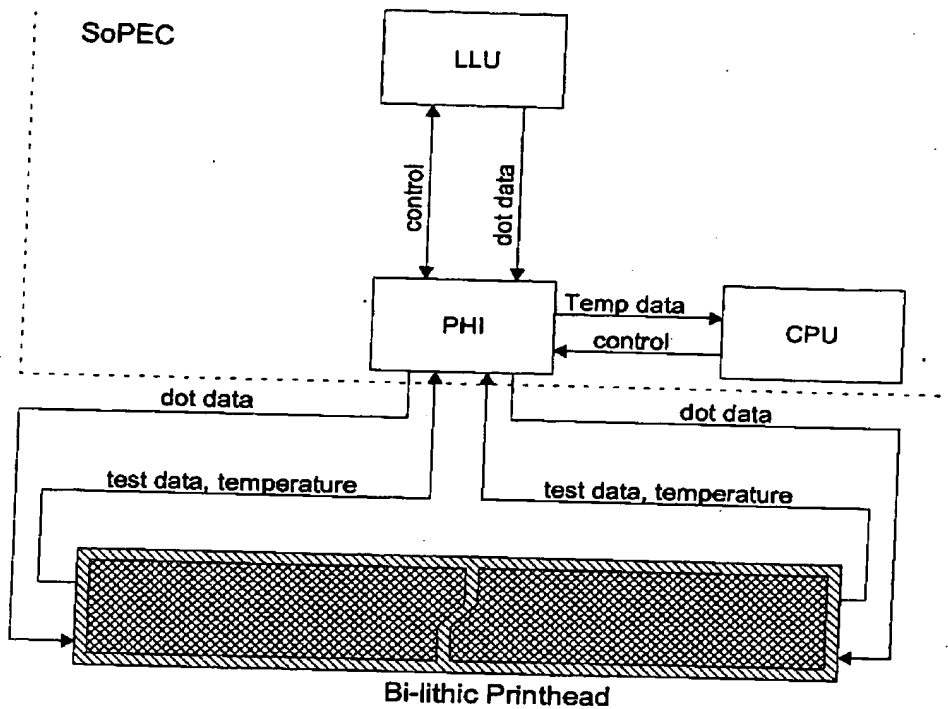 SoPEC
LLU
control
dot data
PHI
Temp data
control
CPU
dot data
dot data
test data, temperature
test data, temperature
Bi-lithic Printhead